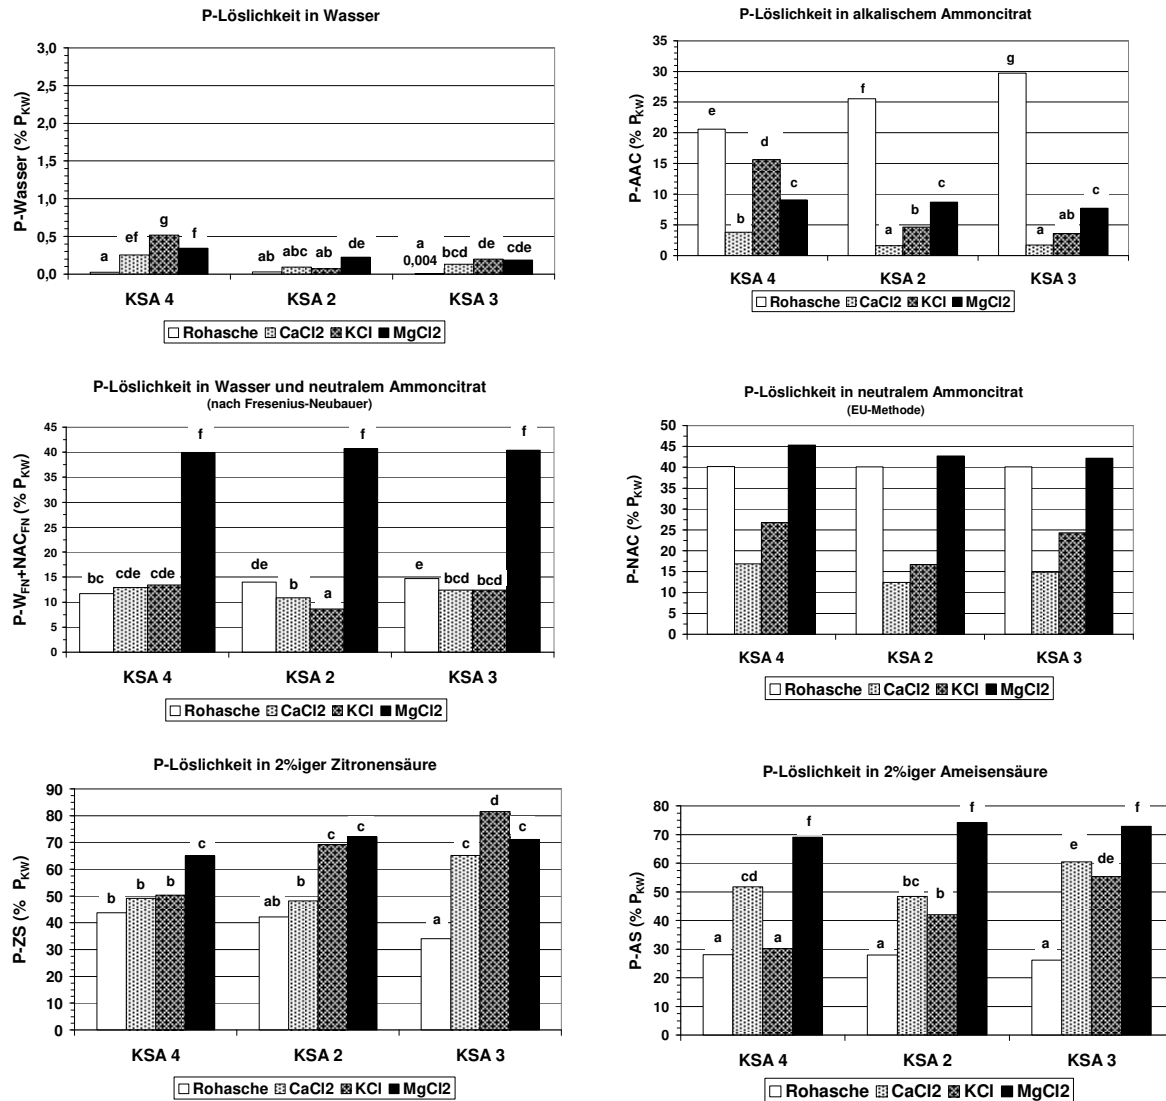 P-Löslichkeit in Wasser
P-Wasser (% PKW)
3,0
2,5
2,0
1,5
1,0
0,5
0,0
a
ef
g
f
ab
abc
ab
de
a
0,004
bcd
de
cde
KSA 4
KSA 2
KSA 3
Rohasche CaCl2 KCl MgCl2
P-Löslichkeit in alkalischem Ammoncitrat
P-AAC (% PKW)
35
30
25
20
15
10
5
0
e
b
d
c
f
a
b
c
g
a
ab
c
KSA 4
KSA 2
KSA 3
Rohasche CaCl2 KCl MgCl2
P-Löslichkeit in Wasser und neutralem Ammoncitrat
(nach Fresenius-Neubauer)
P-WFN+NACFN (% PKW)
45
40
35
30
25
20
15
10
5
0
bc
cde
cde
f
de
b
a
f
e
bcd
bcd
f
KSA 4
KSA 2
KSA 3
Rohasche CaCl2 KCl MgCl2
P-Löslichkeit in neutralem Ammoncitrat
(EU-Methode)
P-NAC (% PKW)
50
45
40
35
30
25
20
15
10
5
0
KSA 4
KSA 2
KSA 3
Rohasche CaCl2 KCl MgCl2
P-Löslichkeit in 2%iger Zitronensäure
P-ZS (% PKW)
90
80
70
60
50
40
30
20
10
0
b
b
b
c
ab
b
c
c
a
c
d
c
KSA 4
KSA 2
KSA 3
Rohasche CaCl2 KCl MgCl2
P-Löslichkeit in 2%iger Ameisensäure
P-AS (% PKW)
80
70
60
50
40
30
20
10
0
a
cd
a
f
a
bc
b
f
a
e
de
f
KSA 4
KSA 2
KSA 3
Rohasche CaCl2 KCl MgCl2